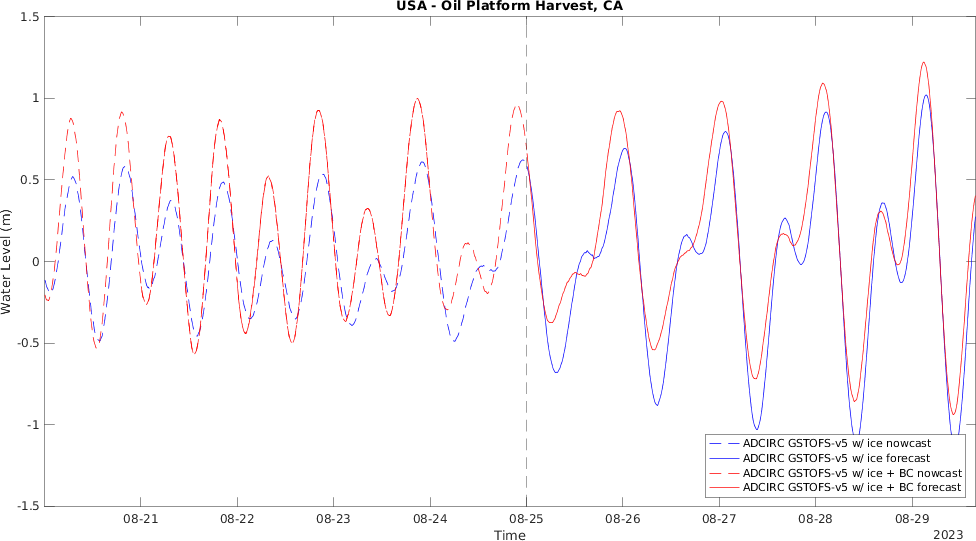 USA - Oil Platform Harvest, CA
1.5
1
0.5
0
-0.5
-1
-1.5
Water Level (m)
ADCIRC GSTOFS-v5 w/ ice nowcast
ADCIRC GSTOFS-v5 w/ ice forecast
ADCIRC GSTOFS-v5 w/ ice + BC nowcast
ADCIRC GSTOFS-v5 w/ ice + BC forecast
08-21 08-22 08-23 08-24 08-25 08-26 08-27 08-28 08-29
Time
2023